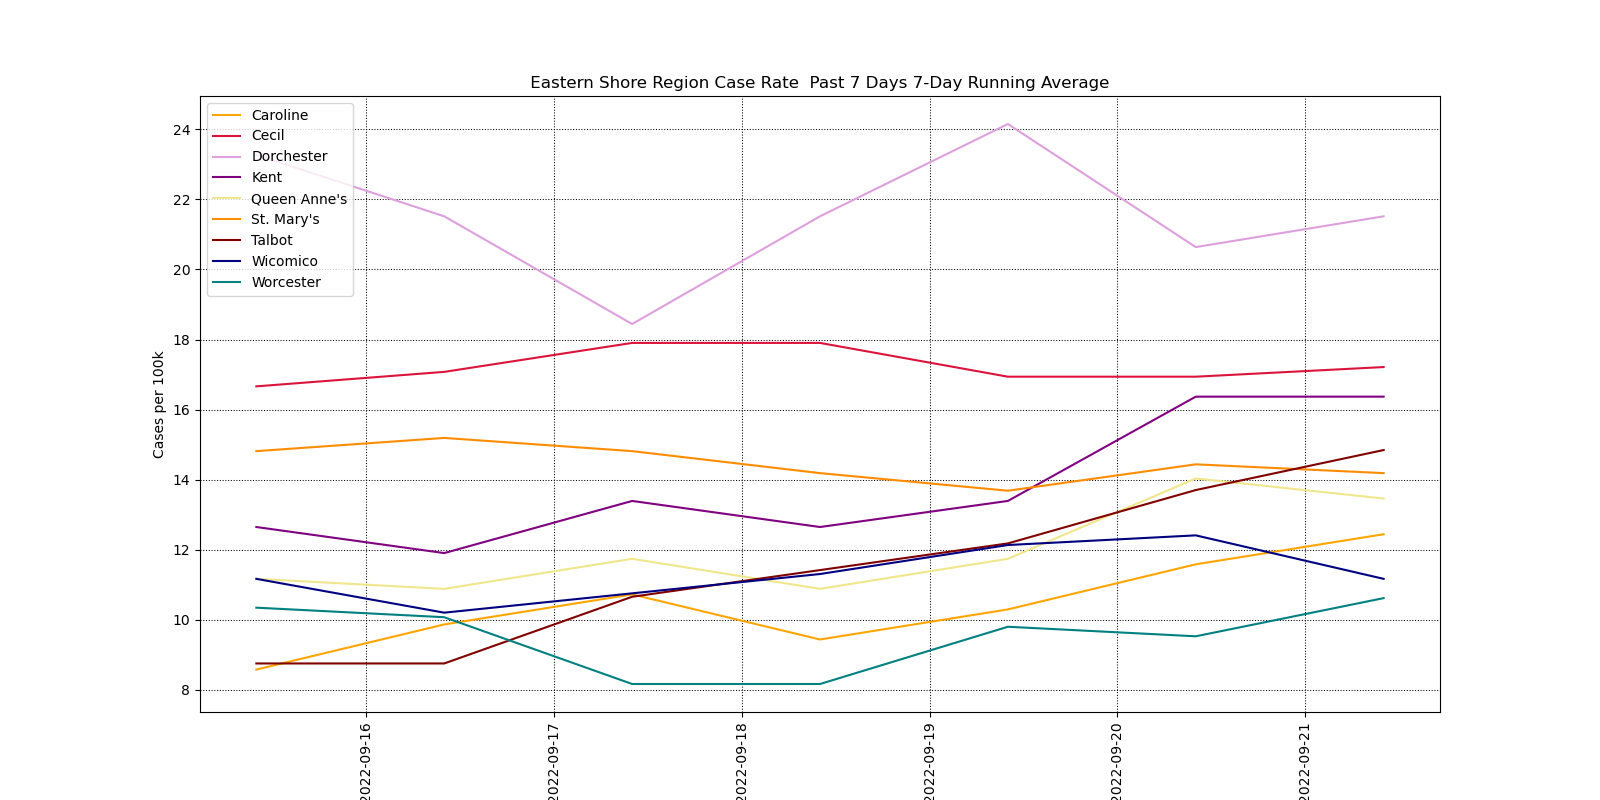 Eastern Shore Region Case Rate  Past 7 Days 7-Day Running Average
Caroline
Cecil
Dorchester
Kent
Queen Anne's
St. Mary's
Talbot
Wicomico
Worcester
Cases per 100k
24
22
20
18
16
14
12
10
8
2022-09-16
2022-09-17
2022-09-18
2022-09-19
2022-09-20
2022-09-21